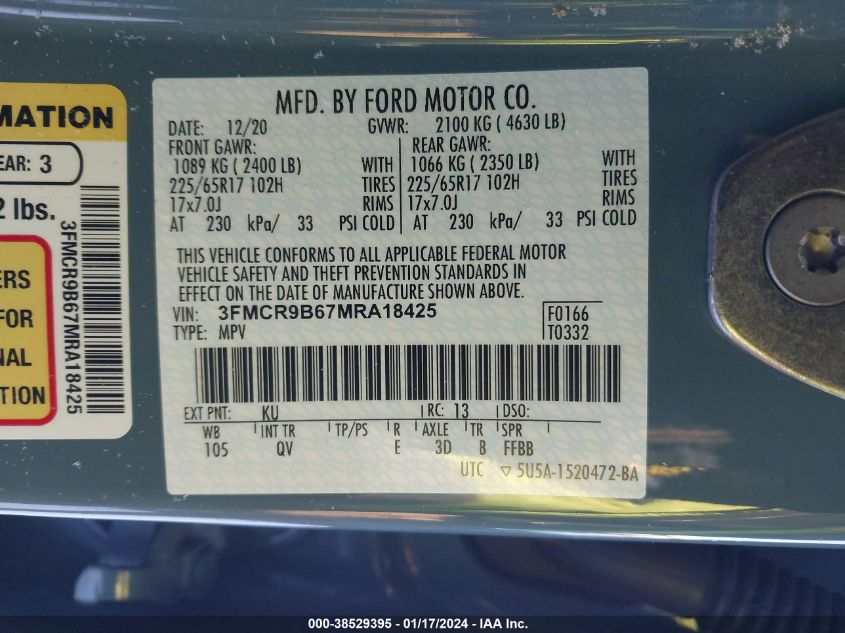 MATION
EAR: 3
2 lbs.
ERS
FOR
NAL
TION
3FMCR9B67MRA18425
MFD. BY FORD MOTOR CO.
DATE: 12/20 GVWR: 2100 KG ( 4630 LB)
FRONT GAWR: REAR GAWR:
1089 KG ( 2400 LB) WITH 1066 KG ( 2350 LB) WITH
225/65R17 102H TIRES 225/65R17 102H TIRES
17x7.0J RIMS 17x7.0J RIMS
AT 230 kPa/ 33 PSI COLD AT 230 kPa/ 33 PSI COLD
THIS VEHICLE CONFORMS TO ALL APPLICABLE FEDERAL MOTOR
VEHICLE SAFETY AND THEFT PREVENTION STANDARDS IN
EFFECT ON THE DATE OF MANUFACTURE SHOWN ABOVE.
VIN: 3FMCR9B67MRA18425 F0166
TYPE: MPV T0332
EXT PNT: KU RC: 13 DSO:
WB INT TR TP/PS R AXLE TR SPR
105 QV E 3D 8 FFBB
UTC ▽ 5U5A-1520472-BA
000-38529395 - 01/17/2024 - IAA Inc.